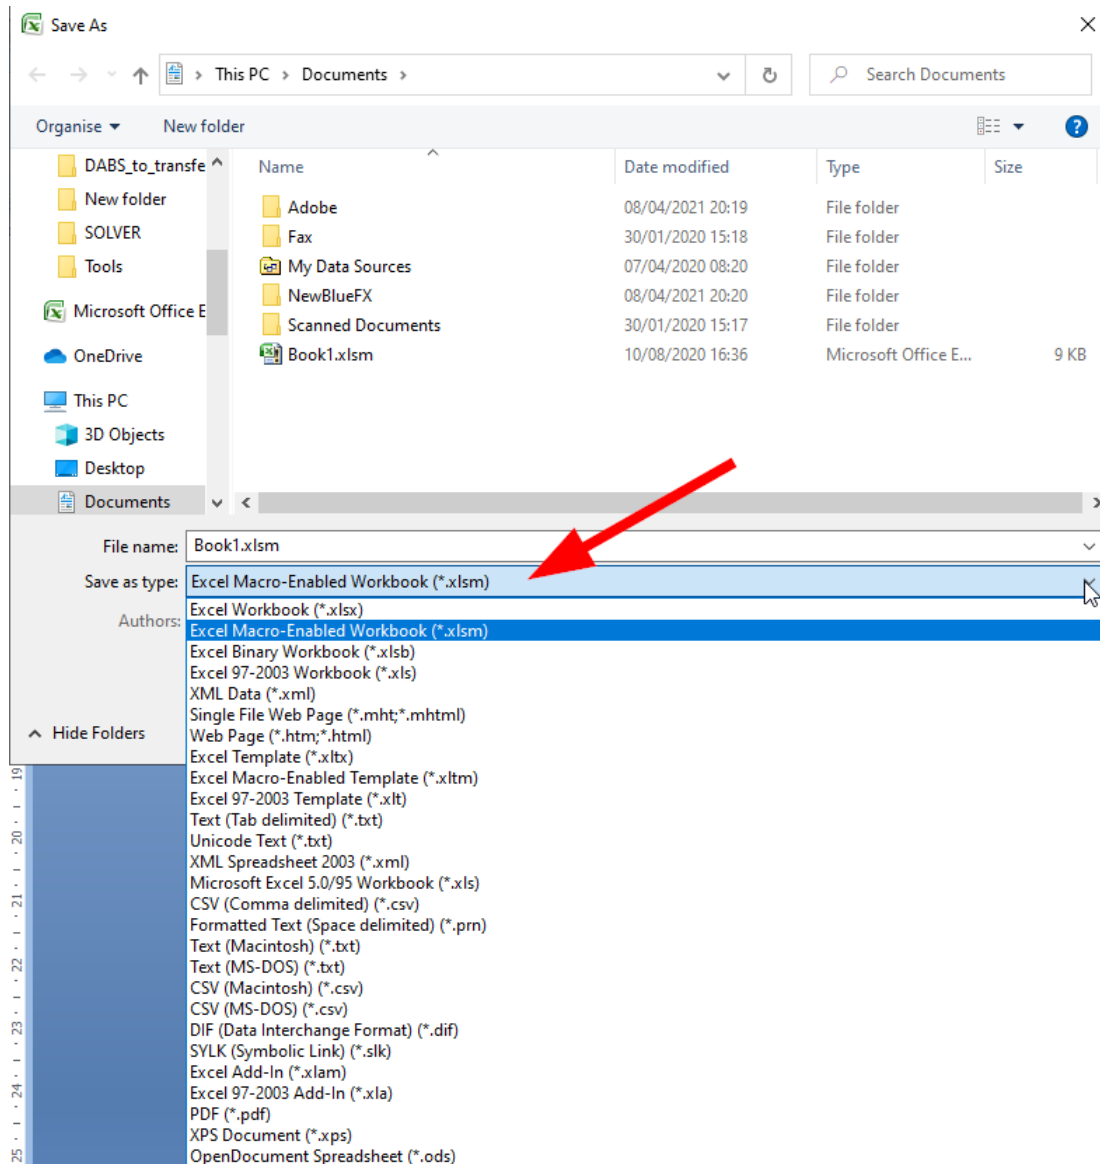 Save As
This PC > Documents >
Search Documents
Organise
New folder
DABS_to_transfe
New folder
SOLVER
Tools
Microsoft Office E
OneDrive
This PC
3D Objects
Desktop
Documents
Name Date modified Type Size
Adobe 08/04/2021 20:19 File folder
Fax 30/01/2020 15:18 File folder
My Data Sources 07/04/2020 08:20 File folder
NewBlueFX 08/04/2021 20:20 File folder
Scanned Documents 30/01/2020 15:17 File folder
Book1.xlsm 10/08/2020 16:36 Microsoft Office E... 9 KB
File name: Book1.xlsm
Save as type: Excel Macro-Enabled Workbook (*.xlsm)
Authors:
Excel Workbook (*.xlsx)
Excel Macro-Enabled Workbook (*.xlsm)
Excel Binary Workbook (*.xlsb)
Excel 97-2003 Workbook (*.xls)
XML Data (*.xml)
Single File Web Page (*.mht;*.mhtml)
Web Page (*.htm;*.html)
Excel Template (*.xltx)
Excel Macro-Enabled Template (*.xltm)
Excel 97-2003 Template (*.xlt)
Text (Tab delimited) (*.txt)
Unicode Text (*.txt)
XML Spreadsheet 2003 (*.xml)
Microsoft Excel 5.0/95 Workbook (*.xls)
CSV (Comma delimited) (*.csv)
Formatted Text (Space delimited) (*.prn)
Text (Macintosh) (*.txt)
Text (MS-DOS) (*.txt)
CSV (Macintosh) (*.csv)
CSV (MS-DOS) (*.csv)
DIF (Data Interchange Format) (*.dif)
SYLK (Symbolic Link) (*.slk)
Excel Add-In (*.xlam)
Excel 97-2003 Add-In (*.xla)
PDF (*.pdf)
XPS Document (*.xps)
OpenDocument Spreadsheet (*.ods)
Hide Folders
19
20
21
22
23
24
25